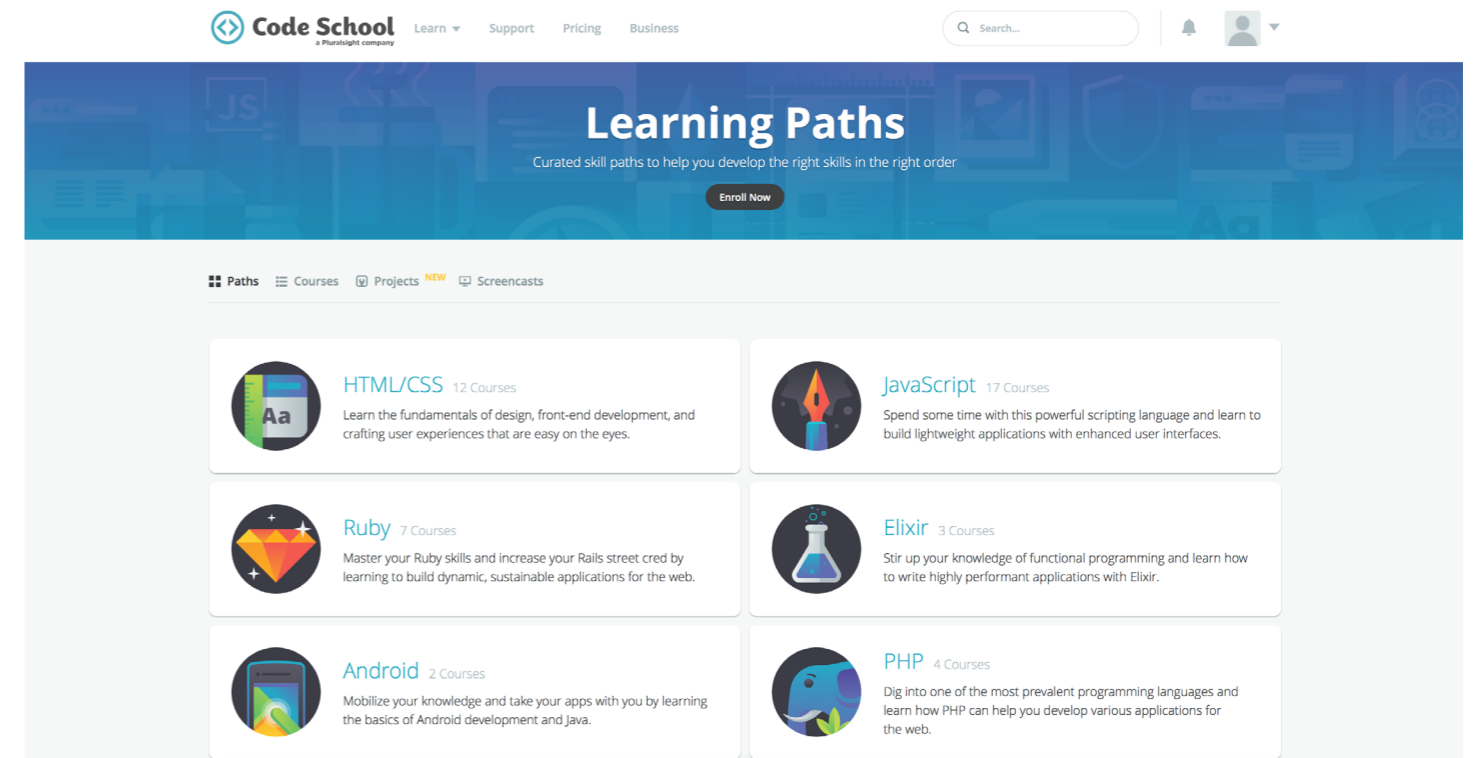 Code School
a Pluralsight company
Learn
Support
Pricing
Business
Search...
JS
Learning Paths
Curated skill paths to help you develop the right skills in the right order
Enroll Now
Ag
Paths
Courses
Projects NEW
Screencasts
Aa
HTML/CSS 12 Courses
Learn the fundamentals of design, front-end development, and
crafting user experiences that are easy on the eyes.
JavaScript 17 Courses
Spend some time with this powerful scripting language and learn to
build lightweight applications with enhanced user interfaces.
Ruby 7 Courses
Master your Ruby skills and increase your Rails street cred by
learning to build dynamic, sustainable applications for the web.
Elixir 3 Courses
Stir up your knowledge of functional programming and learn how
to write highly performant applications with Elixir.
Android 2 Courses
Mobilize your knowledge and take your apps with you by learning
the basics of Android development and Java.
PHP 4 Courses
Dig into one of the most prevalent programming languages and
learn how PHP can help you develop various applications for
the web.